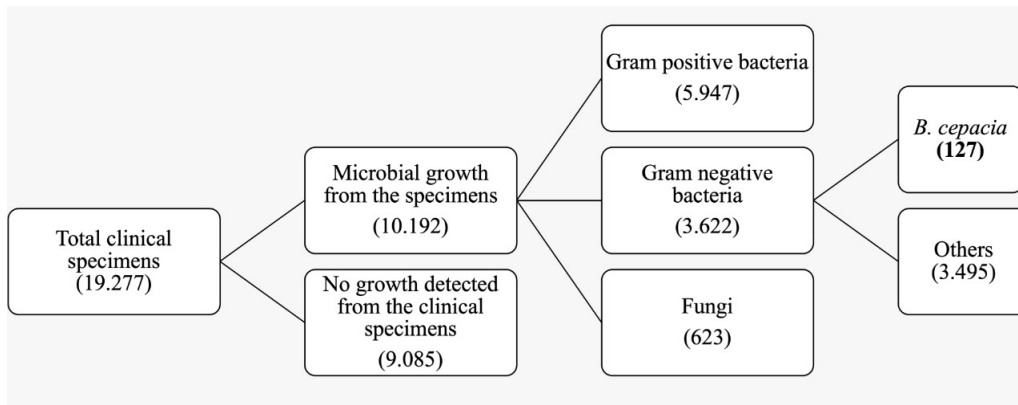 Total clinical
specimens
(19.277)
Microbial growth
from the specimens
(10.192)
No growth detected
from the clinical
specimens
(9.085)
Gram positive bacteria
(5.947)
Gram negative
bacteria
(3.622)
Fungi
(623)
B. cepacia
(127)
Others
(3.495)